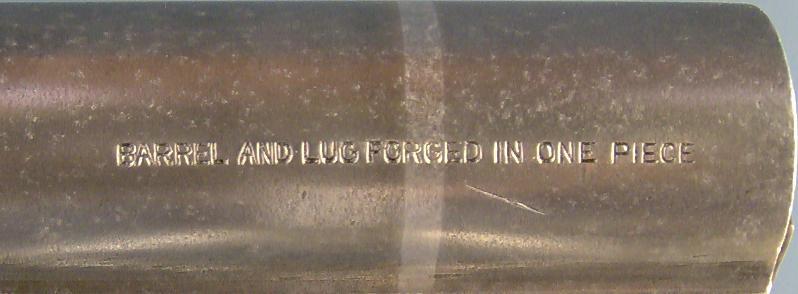 BARREL AND LUG FORGED IN ONE PIECE